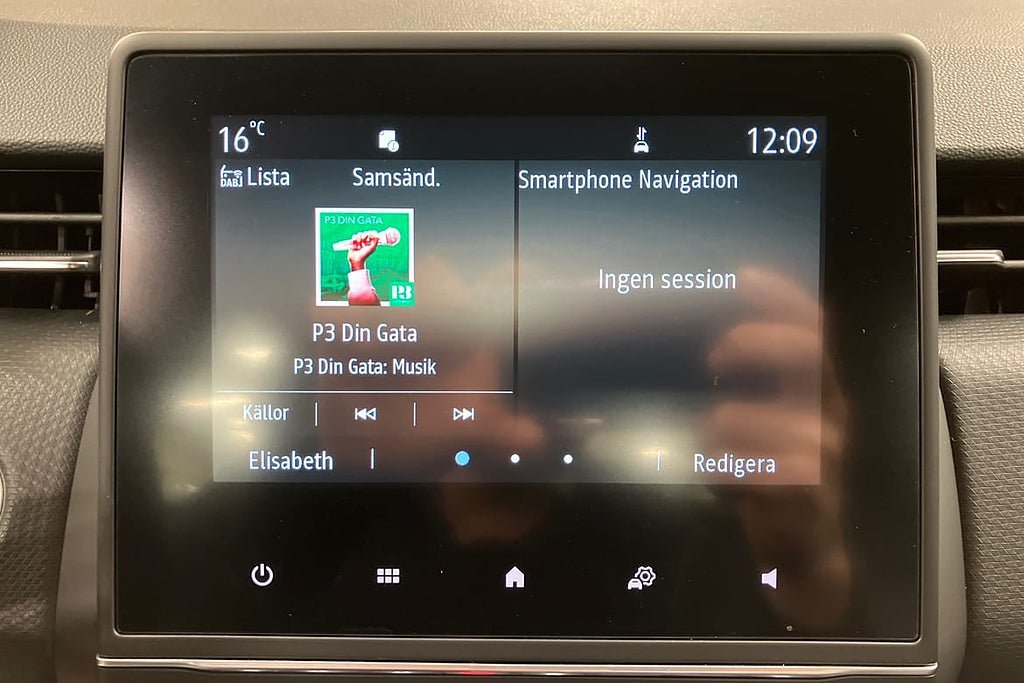 16°C 12:09
DAB Lista Samsänd.
Smartphone Navigation
P3 DIN GATA
P3
P3 Din Gata
P3 Din Gata: Musik
Ingen session
Källor
Elisabeth Redigera